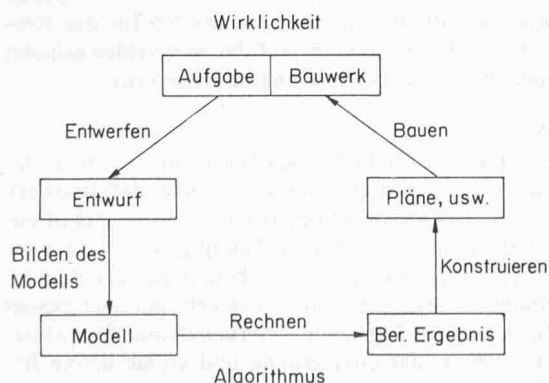 Wirklichkeit
Aufgabe Bauwerk
Entwerfen
Bauen
Entwurf
Pläne, usw.
Bilden des
Modells
Konstruieren
Modell
Rechnen
Ber. Ergebnis
Algorithmus